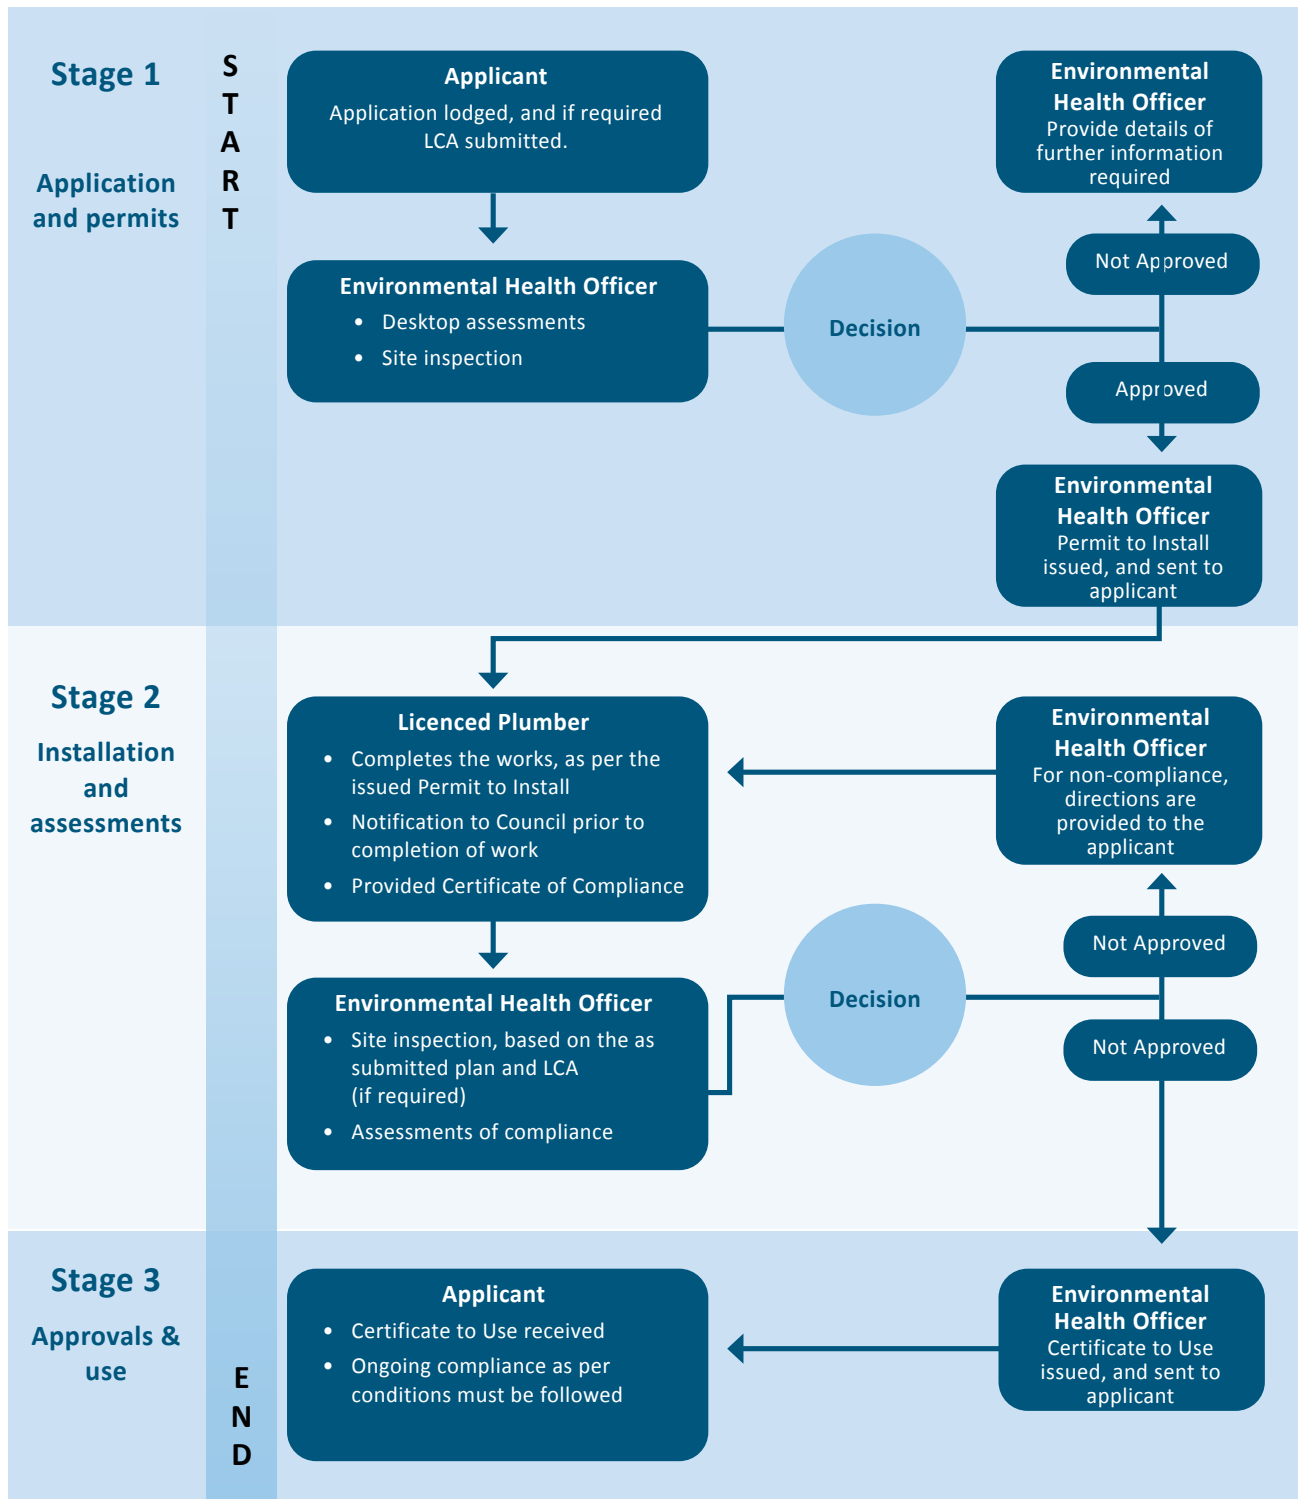 Stage 1
Application
and permits
START
Applicant
Application lodged, and if required
LCA submitted.
Environmental Health Officer
• Desktop assessments
• Site inspection
Decision
Environmental
Health Officer
Provide details of
further information
required
Not Approved
Approved
Environmental
Health Officer
Permit to Install
issued, and sent to
applicant
Stage 2
Installation
and
assessments
Licenced Plumber
• Completes the works, as per the
issued Permit to Install
• Notification to Council prior to
completion of work
• Provided Certificate of Compliance
Environmental Health Officer
• Site inspection, based on the as
submitted plan and LCA
(if required)
• Assessments of compliance
Decision
Environmental
Health Officer
For non-compliance,
directions are
provided to the
applicant
Not Approved
Not Approved
Stage 3
Approvals &
use
END
Applicant
• Certificate to Use received
• Ongoing compliance as per
conditions must be followed
Environmental
Health Officer
Certificate to Use
issued, and sent to
applicant